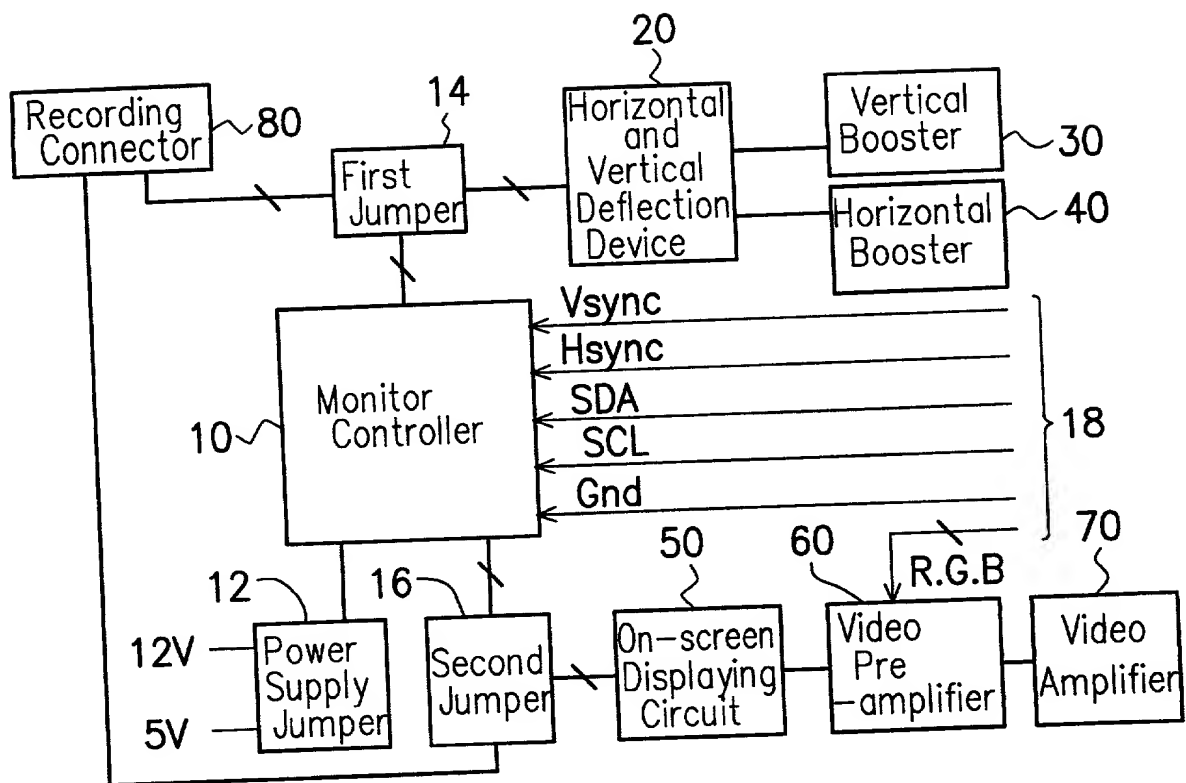 20
Recording
Connector
80
14
Horizontal
and
Vertical
Deflection
Device
Vertical
Booster
30
First
Jumper
Horizontal
Booster
40
Vsync
Hsync
SDA
SCL
Gnd
18
Monitor
Controller
10
R.G.B
12
16
50
60
70
12V
5V
Power
Supply
Jumper
Second
Jumper
On-screen
Displaying
Circuit
Video
Pre
-amplifier
Video
Amplifier